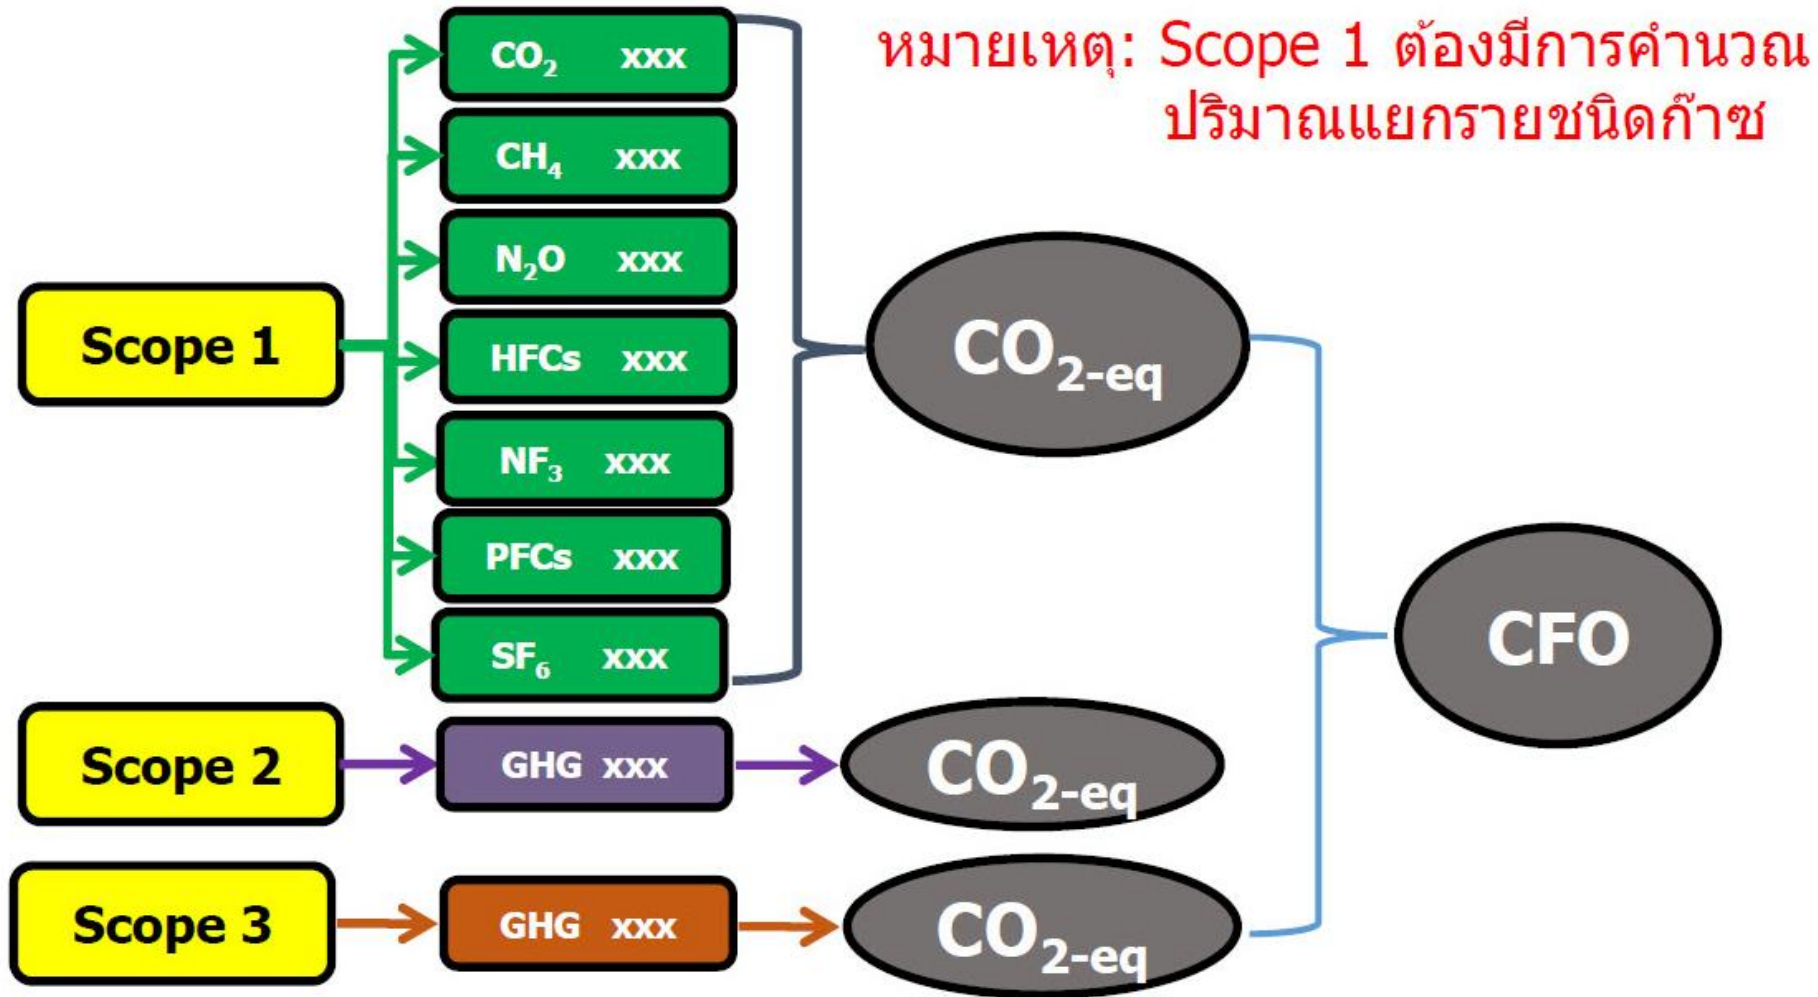 หมายเหตุ: Scope 1 ต้องมีการคำนวณ
ปริมาณแยกรายชนิดก๊าซ
Scope 1
CO₂ xxx
CH₄ xxx
N₂O xxx
HFCs xxx
NF₃ xxx
PFCs xxx
SF₆ xxx
CO₂₋eq
Scope 2
GHG xxx
CO₂₋eq
Scope 3
GHG xxx
CO₂₋eq
CFO